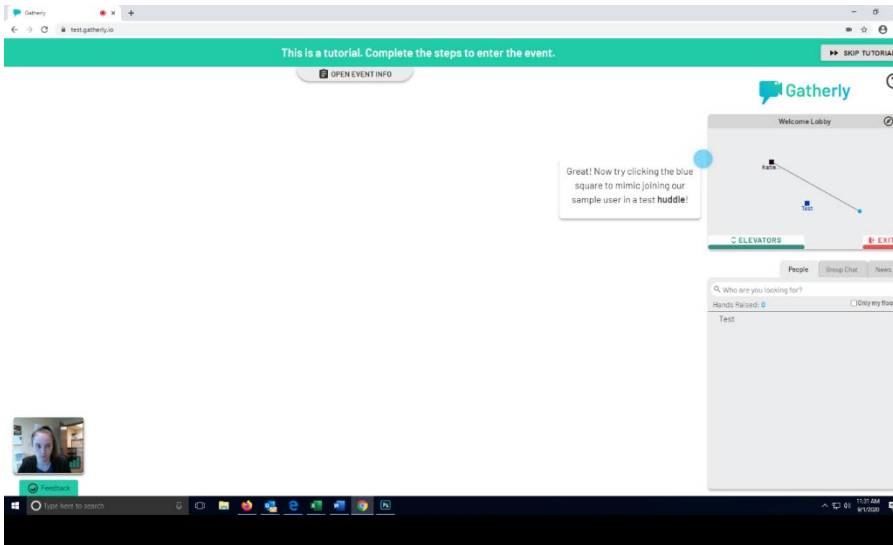 Gatherly
test.gatherly.io
This is a tutorial. Complete the steps to enter the event.
SKIP TUTORIAL
OPEN EVENT INFO
Gatherly
Welcome Lobby
Great! Now try clicking the blue
square to mimic joining our
sample user in a test huddle!
Katie
Test
ELEVATORS
EXIT
People Group Chat News
Who are you looking for?
Hands Raised: 0 Only my floo
Test
Feedback
Type here to search
11:31 AM
9/1/2020